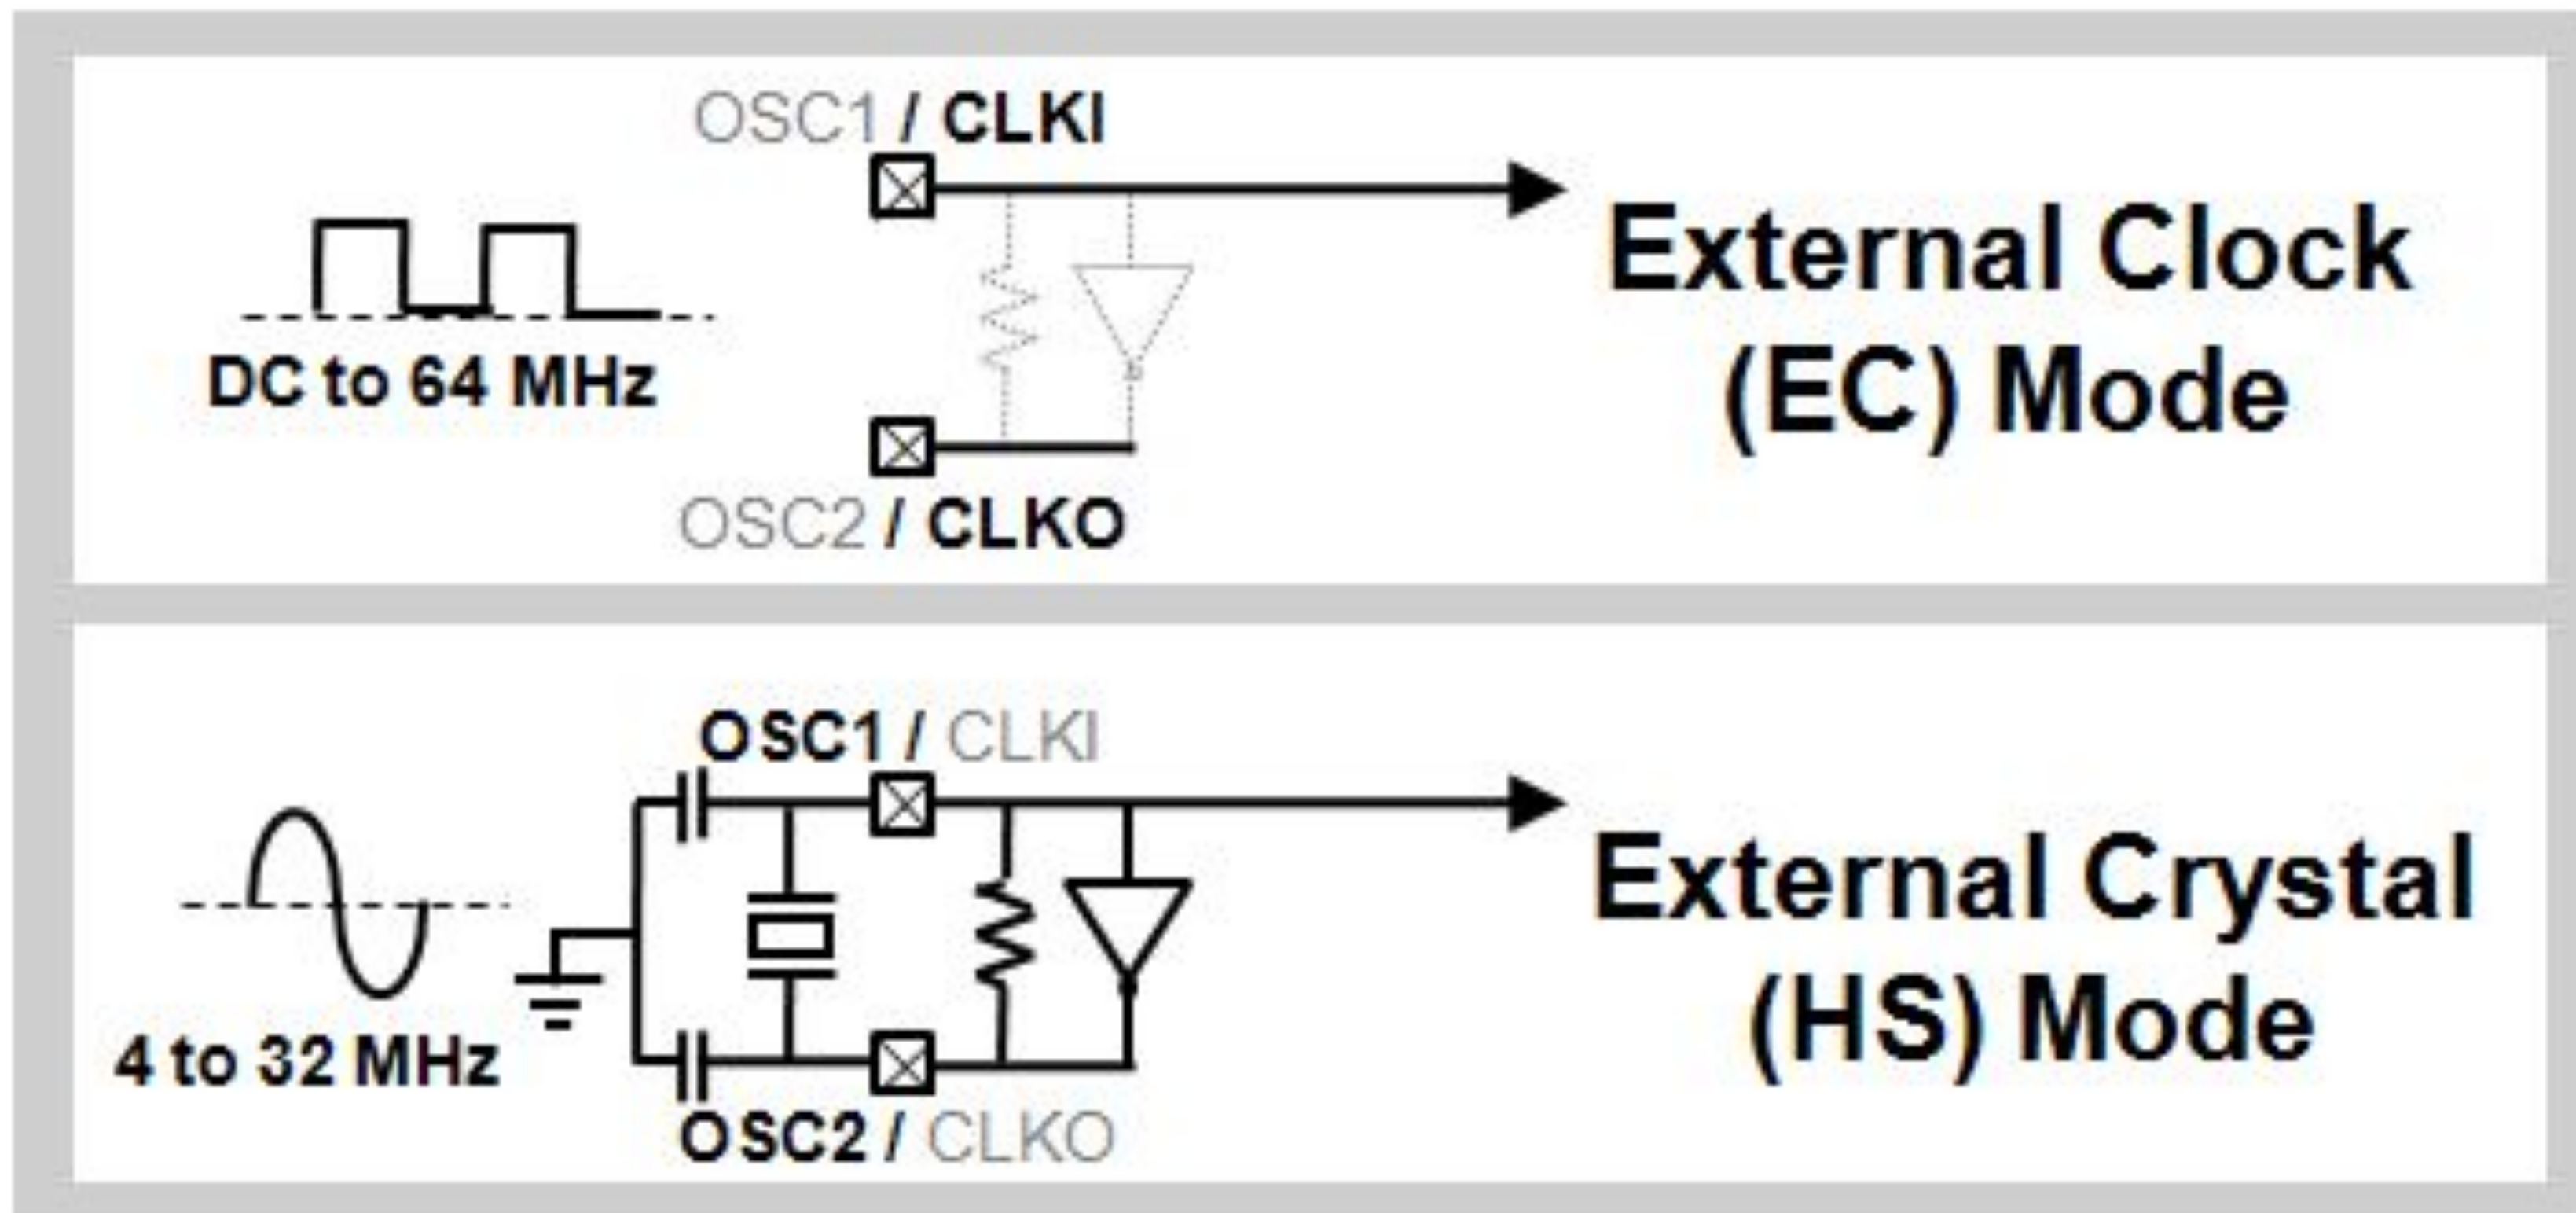 OSC1 / CLKI
DC to 64 MHz
OSC2 / CLKO
External Clock
(EC) Mode
OSC1 / CLKI
4 to 32 MHz
OSC2 / CLKO
External Crystal
(HS) Mode